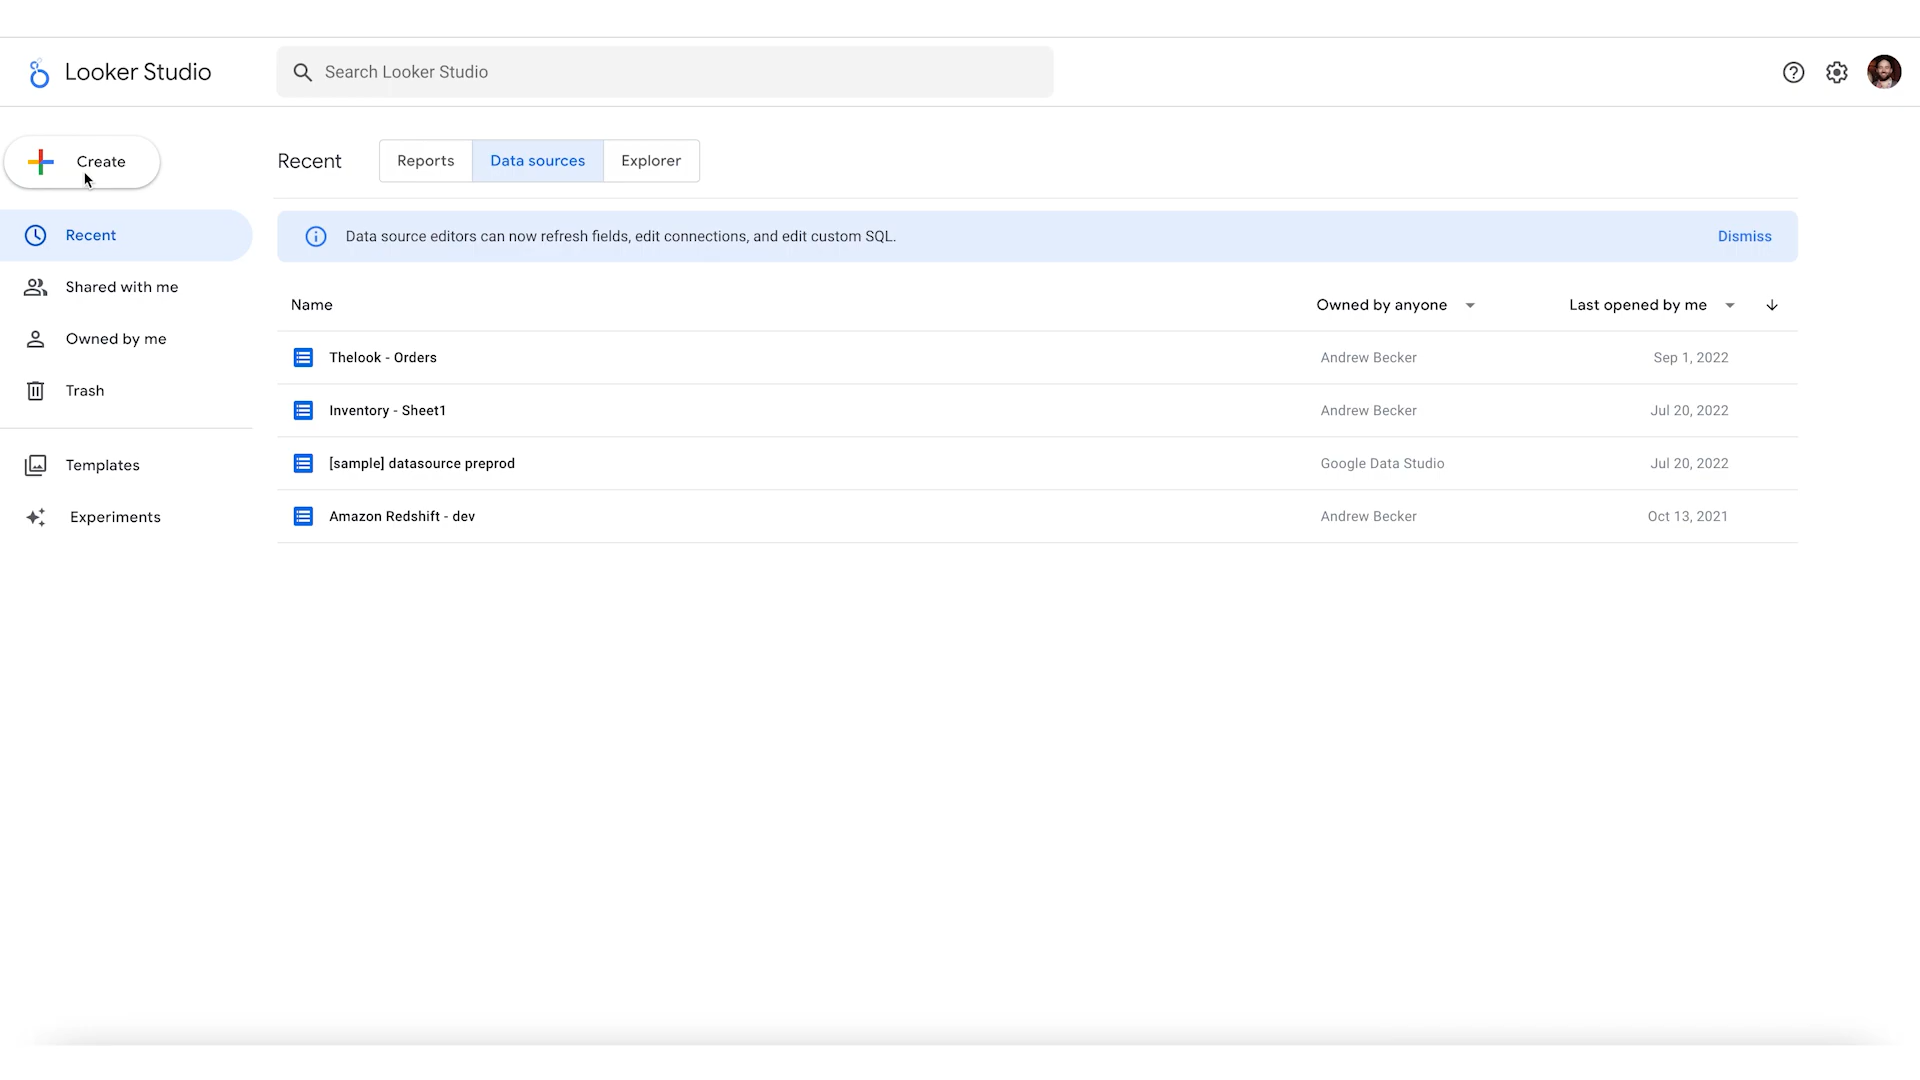 Looker Studio
Search Looker Studio
Create
Recent
Reports
Data sources
Explorer
Recent
Shared with me
Owned by me
Trash
Templates
Experiments
Data source editors can now refresh fields, edit connections, and edit custom SQL.
Dismiss
Name
Owned by anyone
Last opened by me
Thelook - Orders
Andrew Becker
Sep 1, 2022
Inventory - Sheet1
Andrew Becker
Jul 20, 2022
[sample] datasource preprod
Google Data Studio
Jul 20, 2022
Amazon Redshift - dev
Andrew Becker
Oct 13, 2021